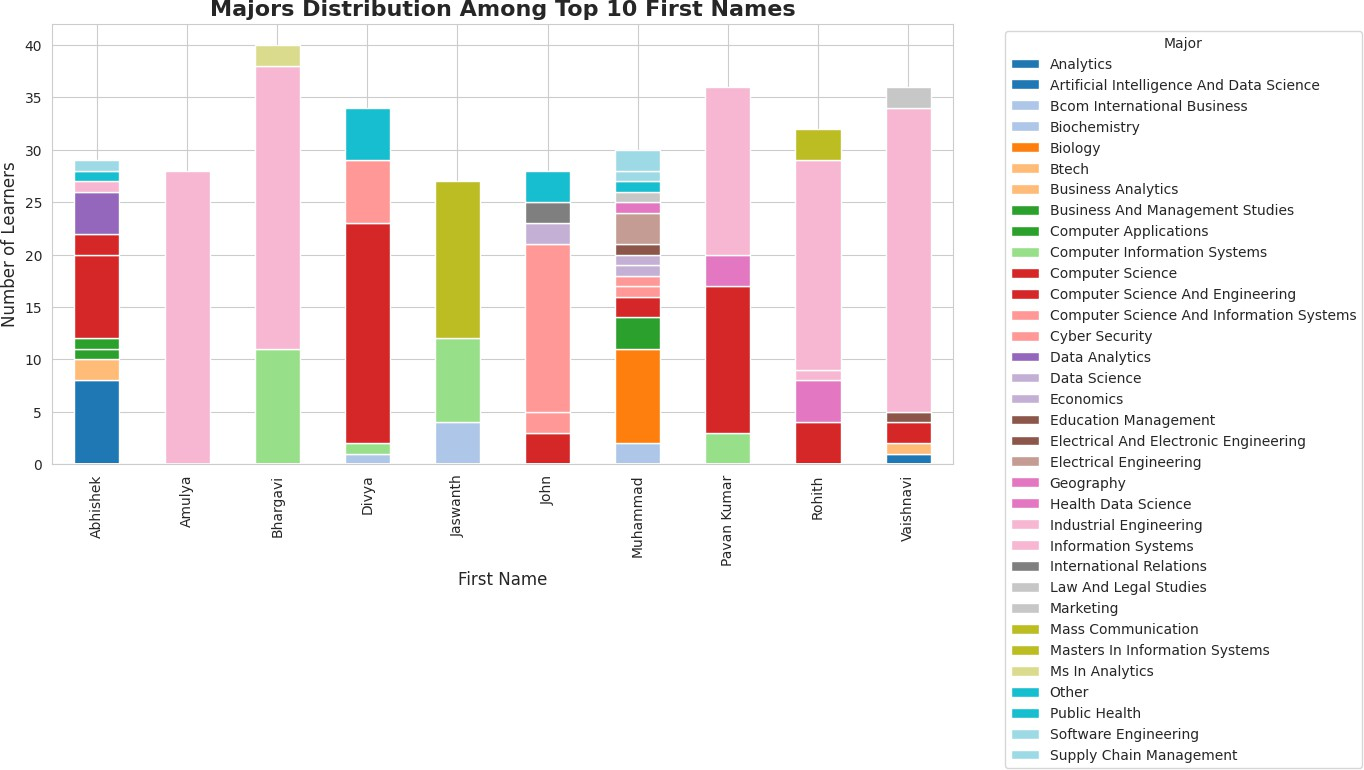 Majors Distribution Among Top 10 First Names
Number of Learners
40
35
30
25
20
15
10
5
0
Abhishek
Amulya
Bhargavi
Divya
Jaswanth
John
Muhammad
Pavan Kumar
Rohith
Vaishnavi
First Name
Major
Analytics
Artificial Intelligence And Data Science
Bcom International Business
Biochemistry
Biology
Btech
Business Analytics
Business And Management Studies
Computer Applications
Computer Information Systems
Computer Science
Computer Science And Engineering
Computer Science And Information Systems
Cyber Security
Data Analytics
Data Science
Economics
Education Management
Electrical And Electronic Engineering
Electrical Engineering
Geography
Health Data Science
Industrial Engineering
Information Systems
International Relations
Law And Legal Studies
Marketing
Mass Communication
Masters In Information Systems
Ms In Analytics
Other
Public Health
Software Engineering
Supply Chain Management